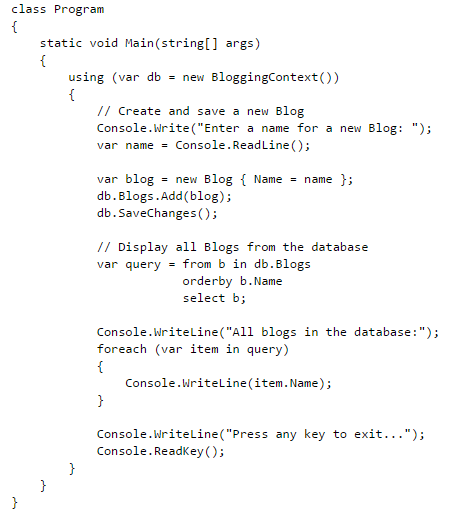 class Program
{
    static void Main(string[] args)
    {
        using (var db = new BloggingContext())
        {
            // Create and save a new Blog
            Console.Write("Enter a name for a new Blog: ");
            var name = Console.ReadLine();

            var blog = new Blog { Name = name };
            db.Blogs.Add(blog);
            db.SaveChanges();

            // Display all Blogs from the database
            var query = from b in db.Blogs
                        orderby b.Name
                        select b;

            Console.WriteLine("All blogs in the database:");
            foreach (var item in query)
            {
                Console.WriteLine(item.Name);
            }

            Console.WriteLine("Press any key to exit...");
            Console.ReadKey();
        }
    }
}